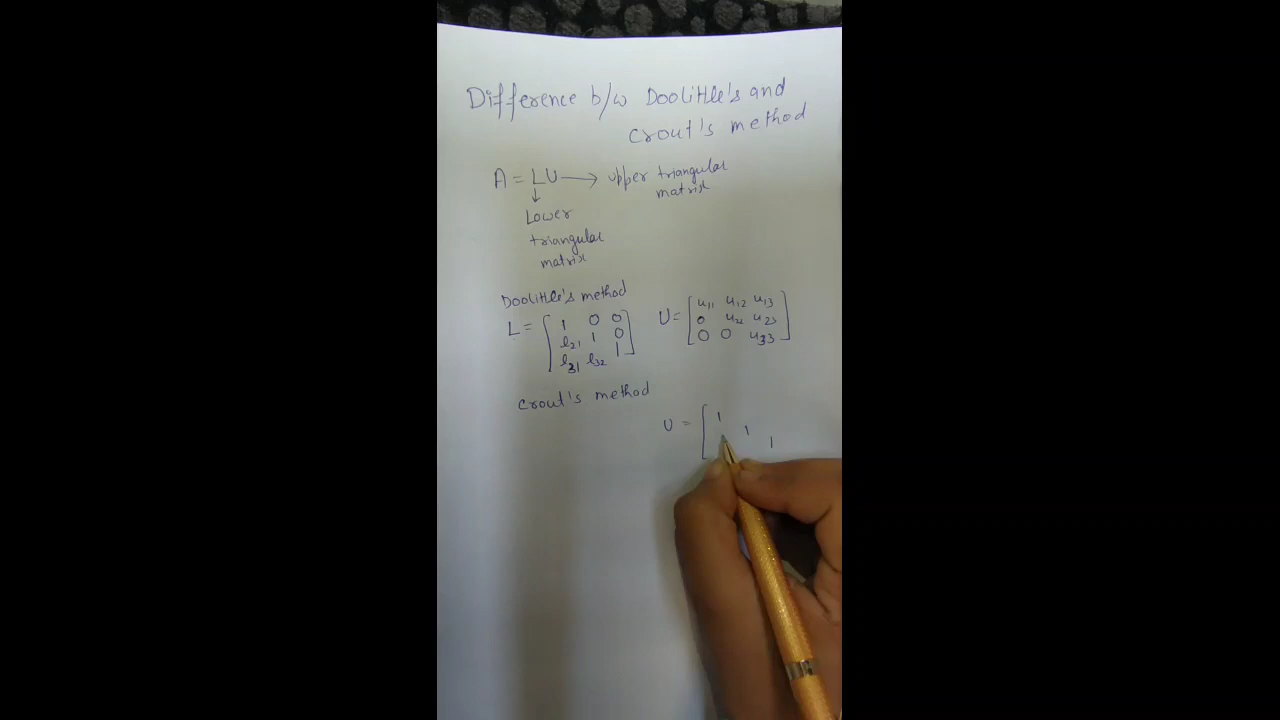 Difference b/w Doolittle's and
Crout's method
A = LU → upper triangular
matrix
↓
Lower
triangular
matrix
Doolittle's method
L = [ 1 0 0
l21 1 0
l31 l32 1 ]
U = [ u11 u12 u13
0 u22 u23
0 0 u33 ]
Crout's method
U = [ 1
1
1